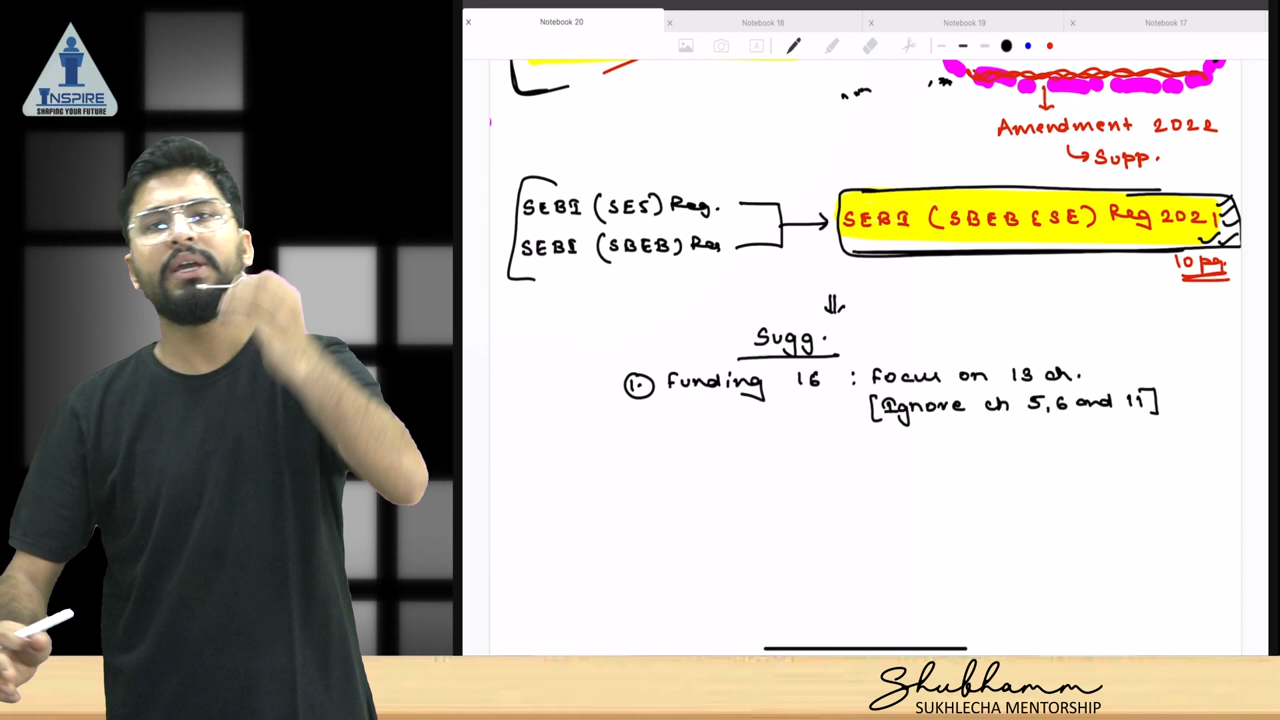 INSPIRE
SHAPING YOUR FUTURE
Notebook 20
Notebook 18
Notebook 19
Notebook 17
Amendment 2022
↳ Supp.
SEBI (SES) Reg.
SEBI (SBEB) Reg
SEBI (SBEB & SE) Reg 2021
10 pg.
Sugg.
1. Funding 16 : Focus on 13 ch.
[Ignore ch 5, 6 and 11]
Shubhamm
SUKHLECHA MENTORSHIP